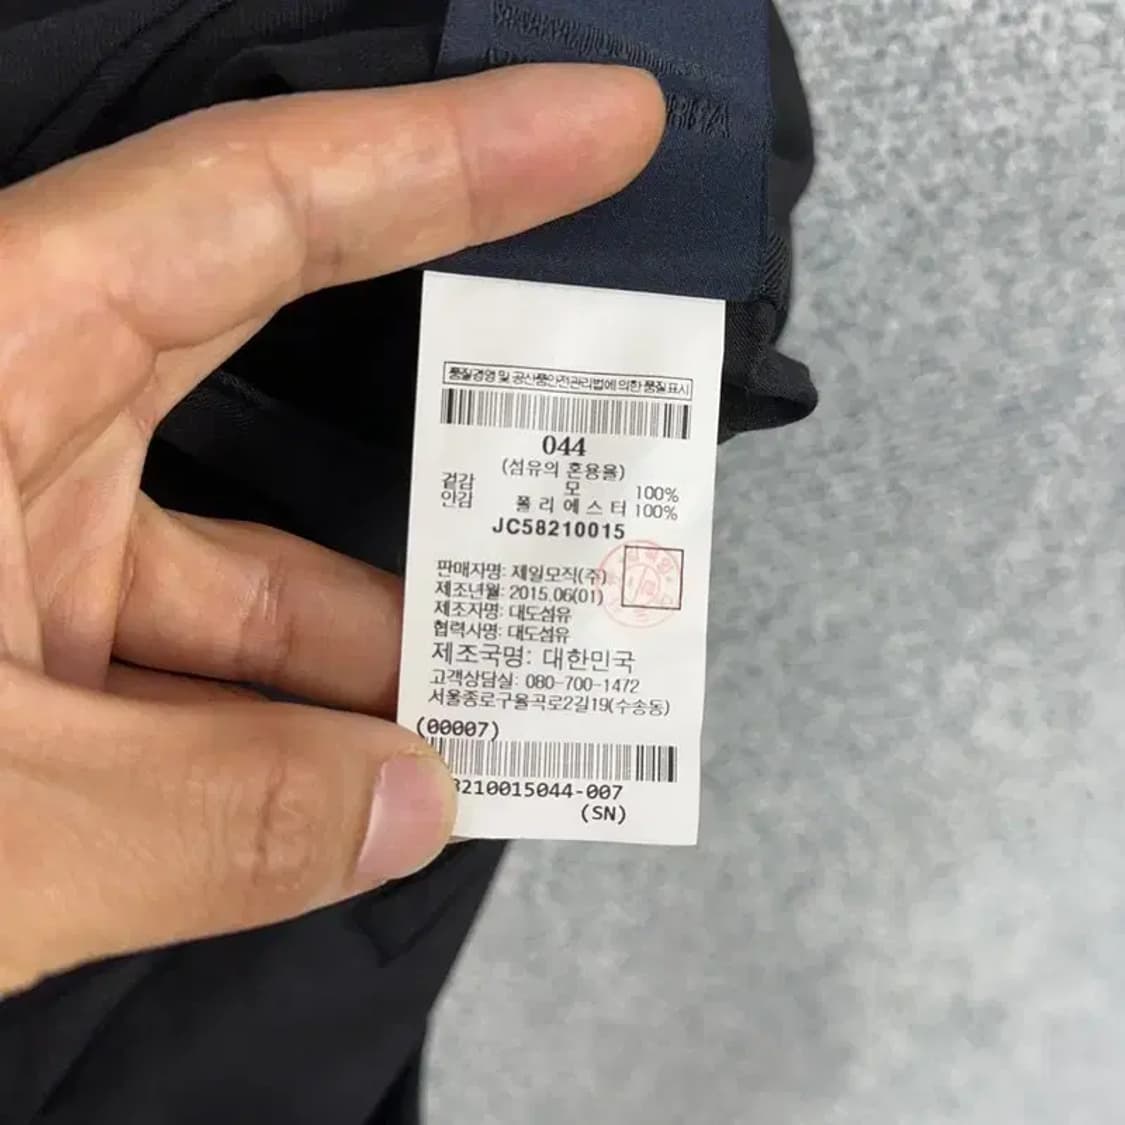 품질경영 및 공산품안전관리법에 의한 품질표시
044
(섬유의 혼용율)
겉감 모 100%
안감 폴리에스터 100%
JC58210015
판매자명: 제일모직(주)
제조년월: 2015.06(01)
제조자명: 대도섬유
협력사명: 대도섬유
제조국명: 대한민국
고객상담실: 080-700-1472
서울종로구율곡로2길19(수송동)
(00007)
8210015044-007
(SN)